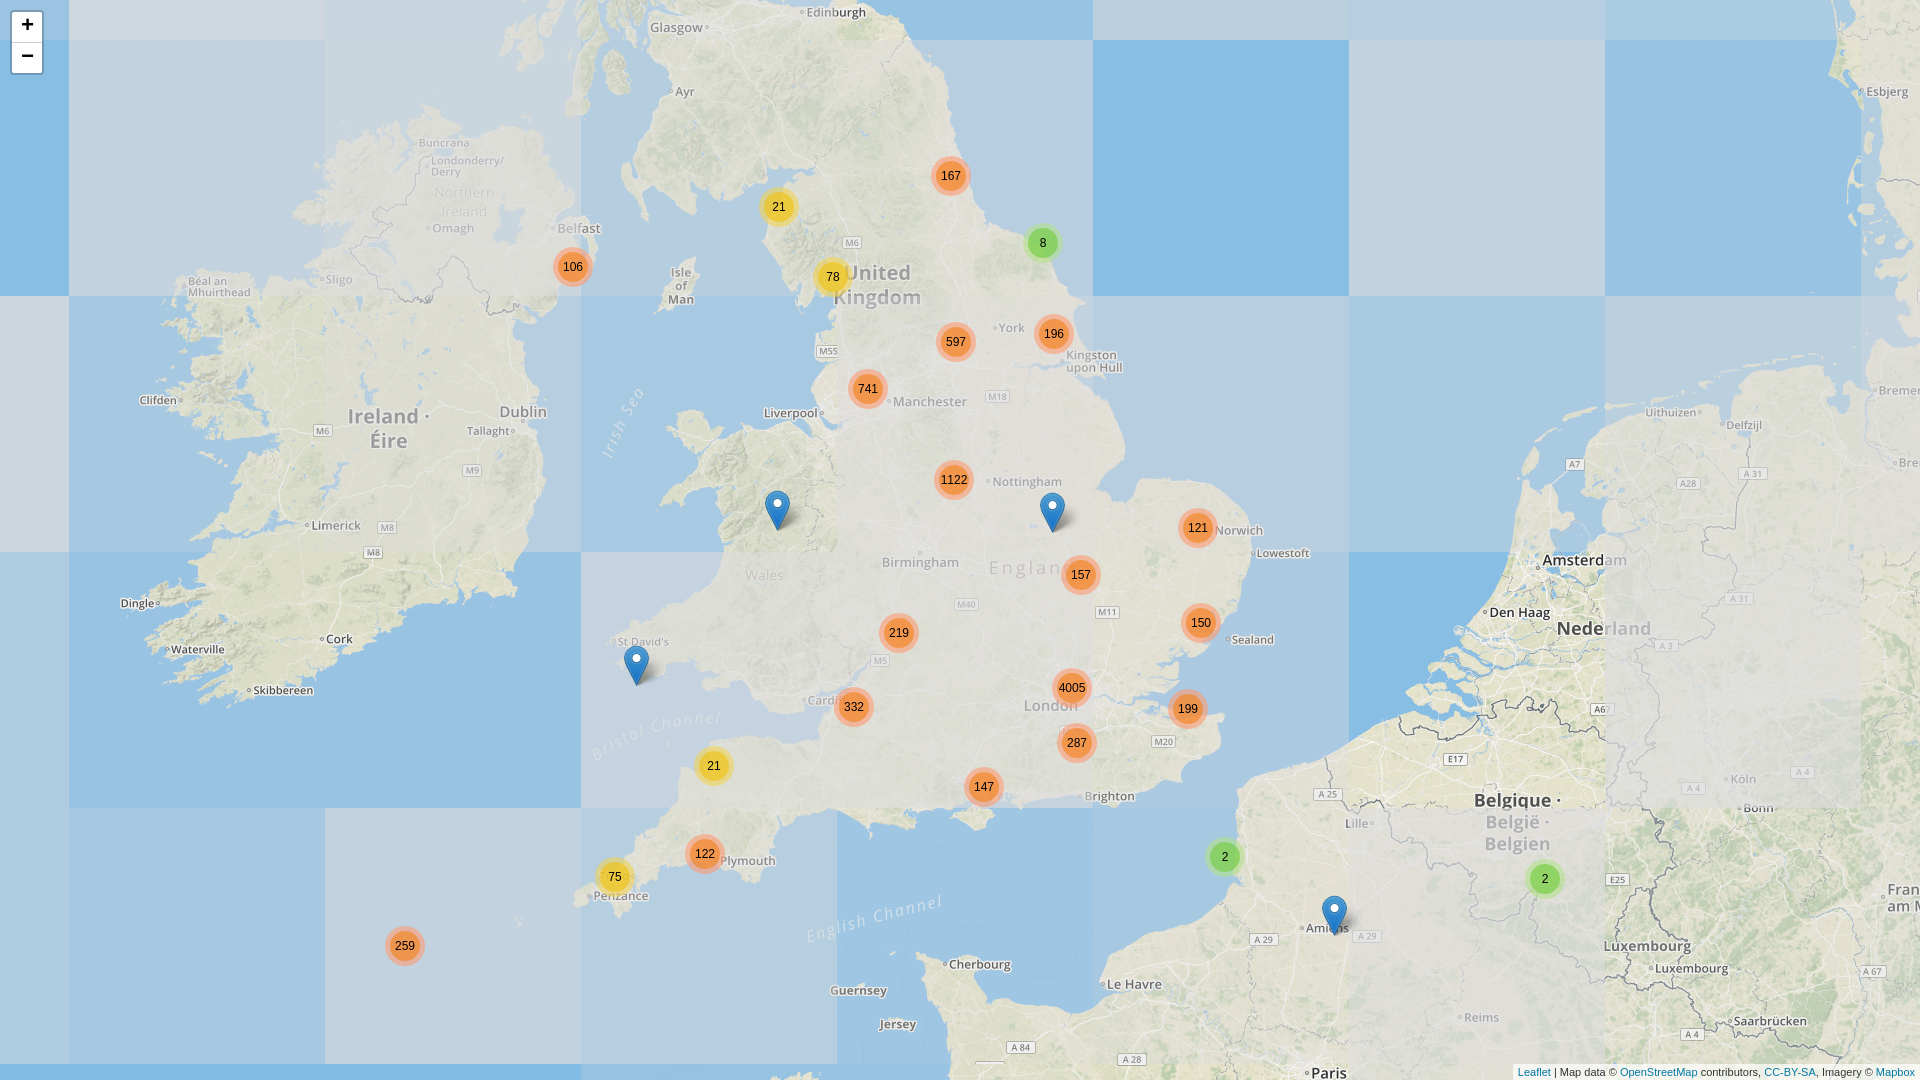 +
−
Edinburgh
Glasgow
Ayr
Esbjerg
Buncrana
Londonderry/
Derry
Northern
Ireland
Omagh
Belfast
167
21
8
M6
106
Sligo
Béal an
Mhuirthead
Isle
of
Man
78
United
Kingdom
York
196
597
M55
Kingston
upon Hull
741
Manchester
M18
Liverpool
Irish Sea
Clifden
Ireland ·
Éire
M6
Dublin
Tallaght
M9
Uithuizen
Delfzijl
A7
A 31
A28
1122
Nottingham
Limerick
M8
M8
121
Norwich
Lowestoft
Birmingham
Wales
157
Amsterdam
Dingle
M40
M11
Den Haag
A 31
Nederland
Cork
Waterville
219
150
Sealand
St David's
M5
A 3
Skibbereen
4005
London
199
332
Bristol Channel
287
M20
E17
21
147
Brighton
A 25
Köln
A 4
A 4
Bonn
Belgique ·
België ·
Belgien
Lille
122
Plymouth
75
Penzance
2
2
E25
259
English Channel
Amiens
A 29
A 29
Luxembourg
Luxembourg
A 67
Cherbourg
Le Havre
Guernsey
Jersey
Reims
Saarbrücken
A 4
A 84
A 28
Paris
Leaflet | Map data © OpenStreetMap contributors, CC-BY-SA, Imagery © Mapbox